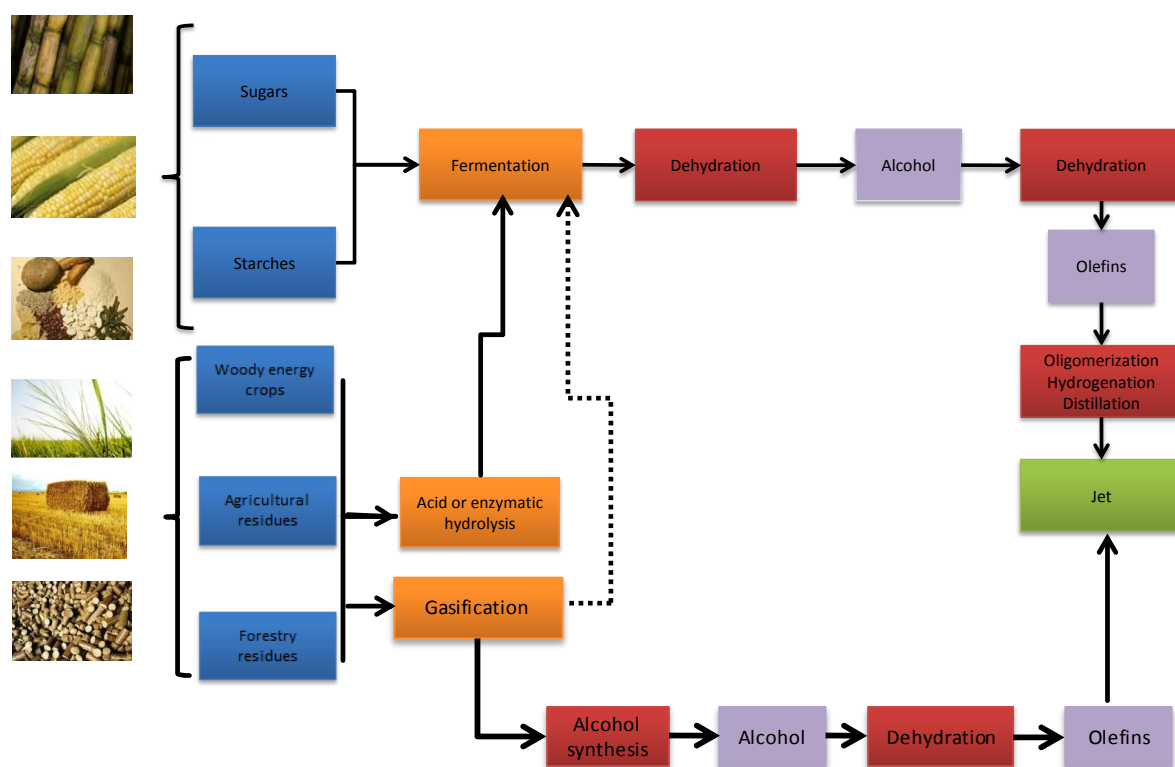 Sugars
Fermentation
Dehydration
Alcohol
Dehydration
Starches
Olefins
Woody energy
crops
Oligomerization
Hydrogenation
Distillation
Agricultural
residues
Acid or enzymatic
hydrolysis
Jet
Gasification
Forestry
residues
Alcohol
synthesis
Alcohol
Dehydration
Olefins